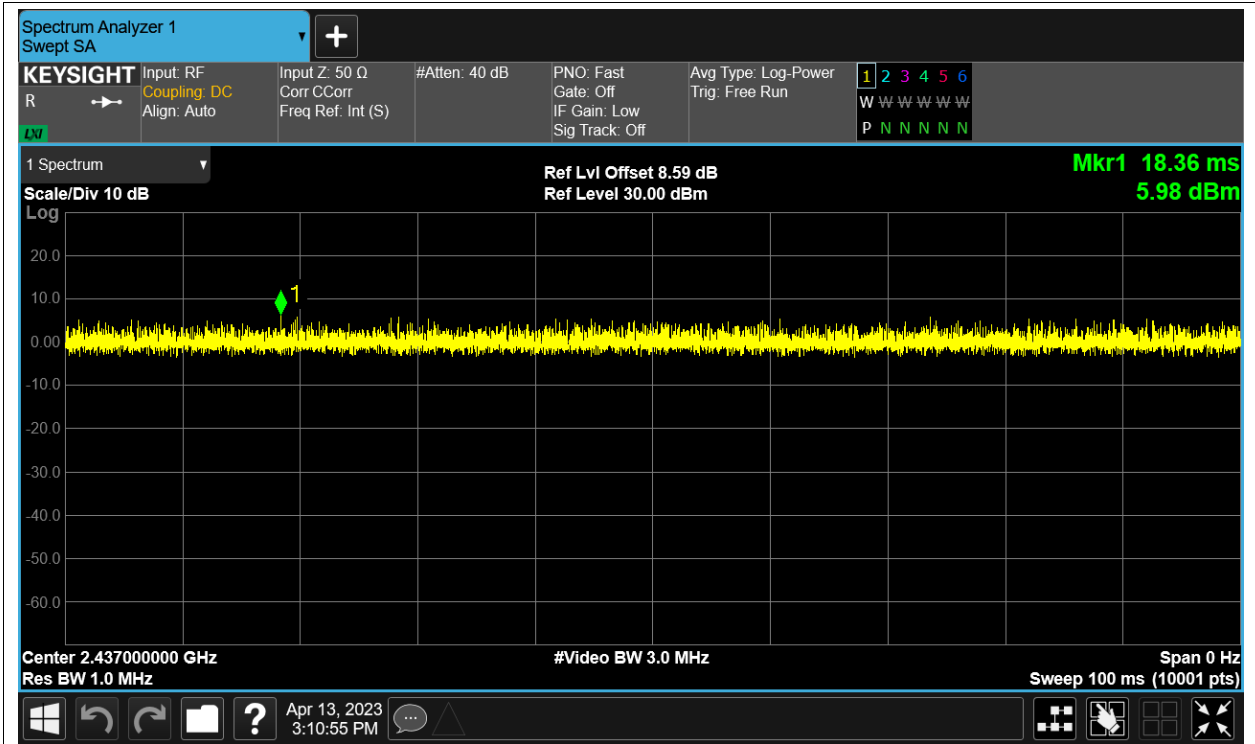 Spectrum Analyzer 1
Swept SA
+
KEYSIGHT
R
LXI
Input: RF
Coupling: DC
Align: Auto
Input Z: 50 Ω
Corr CCorr
Freq Ref: Int (S)
#Atten: 40 dB
PNO: Fast
Gate: Off
IF Gain: Low
Sig Track: Off
Avg Type: Log-Power
Trig: Free Run
1 2 3 4 5 6
W W W W W W
P N N N N N
1 Spectrum
Scale/Div 10 dB
Log
Ref Lvl Offset 8.59 dB
Ref Level 30.00 dBm
Mkr1 18.36 ms
5.98 dBm
20.0
10.0
1
0.00
-10.0
-20.0
-30.0
-40.0
-50.0
-60.0
Center 2.437000000 GHz
Res BW 1.0 MHz
#Video BW 3.0 MHz
Span 0 Hz
Sweep 100 ms (10001 pts)
?
Apr 13, 2023
3:10:55 PM